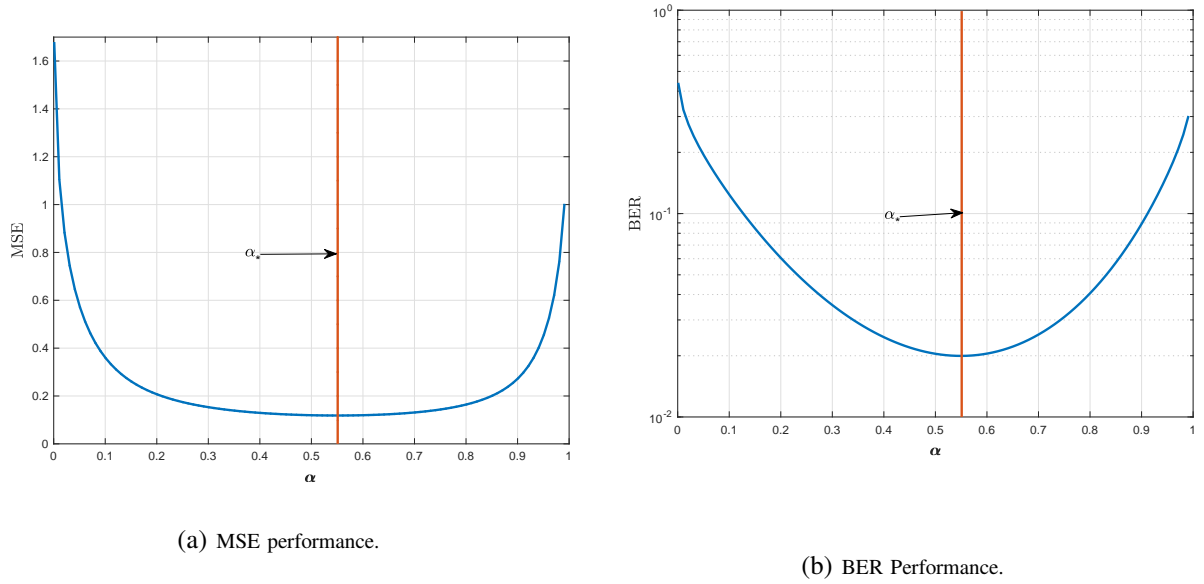 1.6
1.4
1.2
1
0.8
0.6
0.4
0.2
0
MSE
α⋆
0 0.1 0.2 0.3 0.4 0.5 0.6 0.7 0.8 0.9 1
α
(a) MSE performance.
10^0
10^-1
10^-2
BER
α⋆
0 0.1 0.2 0.3 0.4 0.5 0.6 0.7 0.8 0.9 1
α
(b) BER Performance.